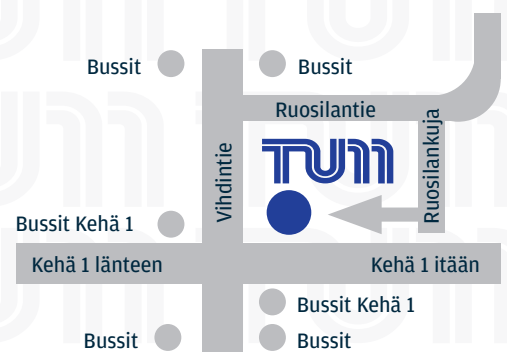 Bussit
Bussit
Ruosilantie
Ruosilankuja
Vihdintie
TUM
Bussit Kehä 1
Kehä 1 länteen
Kehä 1 itään
Bussit Kehä 1
Bussit
Bussit